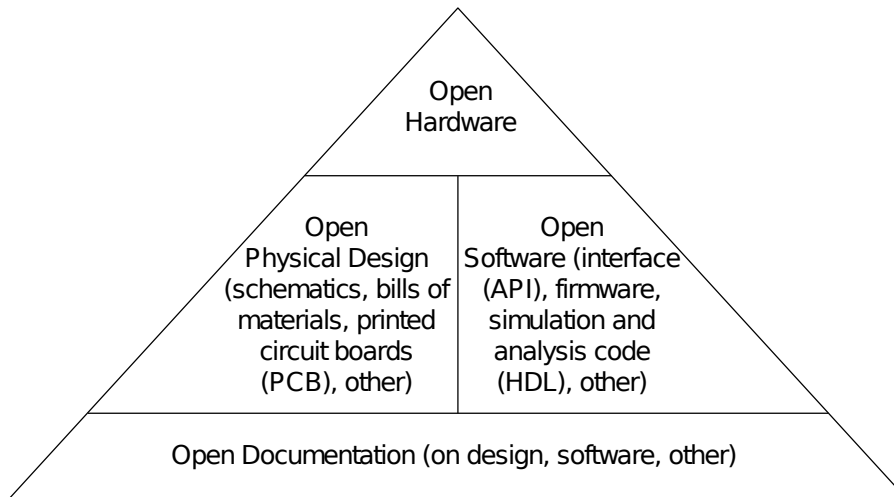 Open
Hardware
Open
Physical Design
(schematics, bills of
materials, printed
circuit boards
(PCB), other)
Open
Software (interface
(API), firmware,
simulation and
analysis code
(HDL), other)
Open Documentation (on design, software, other)